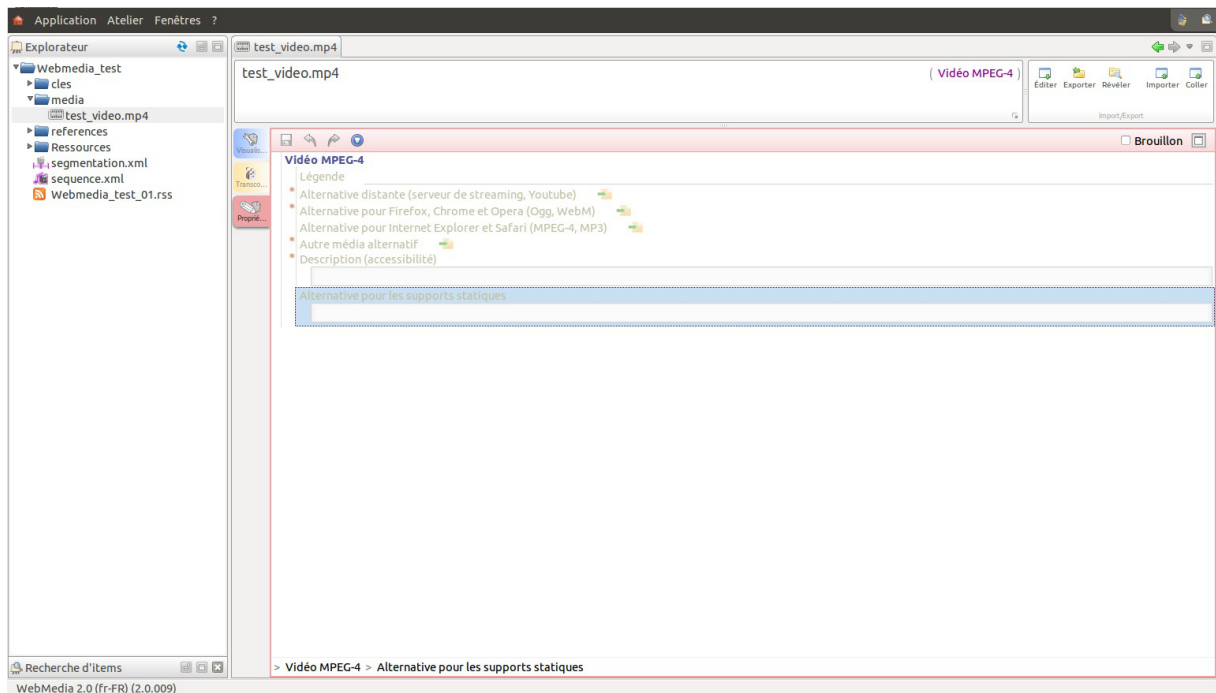 Application Atelier Fenêtres ?
Explorateur
test_video.mp4
Webmedia_test
cles
media
test_video.mp4
references
Ressources
segmentation.xml
sequence.xml
Webmedia_test_01.rss
test_video.mp4
( Vidéo MPEG-4 )
Éditer Exporter Révéler Importer Coller
Import/Export
Visualis...
Transco...
Proprié...
Brouillon
Vidéo MPEG-4
Légende
* Alternative distante (serveur de streaming, Youtube)
* Alternative pour Firefox, Chrome et Opera (Ogg, WebM)
Alternative pour Internet Explorer et Safari (MPEG-4, MP3)
* Autre média alternatif
* Description (accessibilité)
Alternative pour les supports statiques
Recherche d'items
> Vidéo MPEG-4 > Alternative pour les supports statiques
WebMedia 2.0 (fr-FR) (2.0.009)